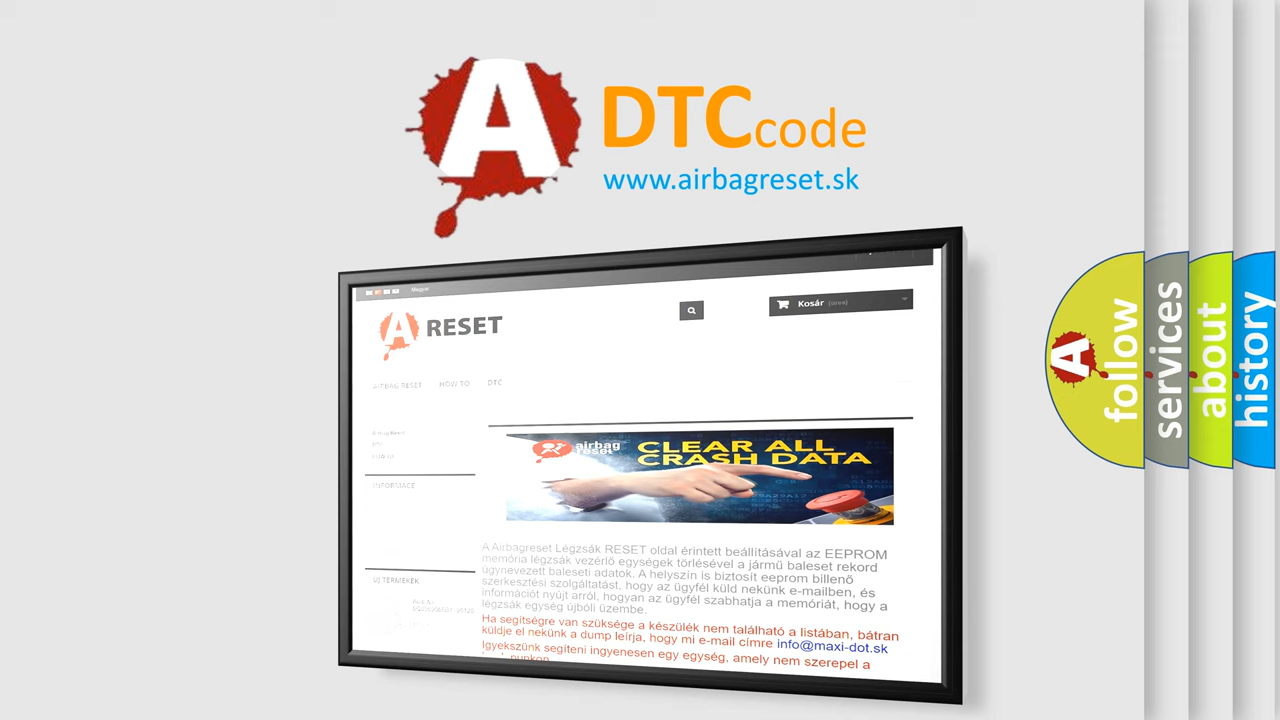 A DTCcode
www.airbagreset.sk
Magyar
Kosár (üres)
A RESET
AIRBAG RESET HOW TO DTC
INFORMACE
airbag
reset
CLEAR ALL
CRASH DATA
ÚJ TERMÉKEK
A Airbagreset Légzsák RESET oldal érintett beállításával az EEPROM
memória légzsák vezérlő egységek törlésével a jármű baleset rekord
úgynevezett baleseti adatok. A helyszín is biztosít eeprom billenő
szerkesztési szolgáltatást, hogy az ügyfél küld nekünk e-mailben, és
információt nyújt arról, hogyan az ügyfél szabhatja a memóriát, hogy a
légzsák egység újbóli üzembe.
Ha segítségre van szüksége a készülék nem található a listában, bátran
küldje el nekünk a dump leírja, hogy mi e-mail címre info@maxi-dot.sk
Igyekszünk segíteni ingyenesen egy egység, amely nem szerepel a
A follow
services
about
history